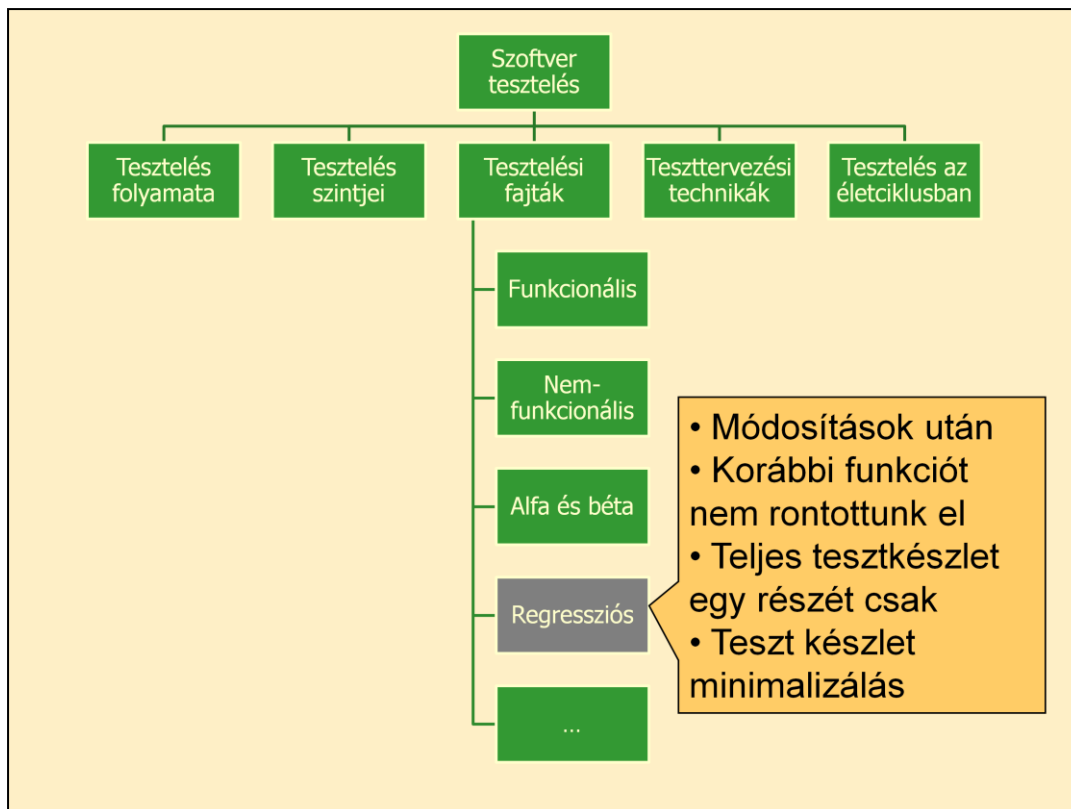 Szoftver
tesztelés
Tesztelés
folyamata
Tesztelés
szintjei
Tesztelési
fajták
Teszttervezési
technikák
Tesztelés az
életciklusban
Funkcionális
Nem-
funkcionális
Alfa és béta
Regressziós
...
• Módosítások után
• Korábbi funkciót
nem rontottunk el
• Teljes tesztkészlet
egy részét csak
• Teszt készlet
minimalizálás